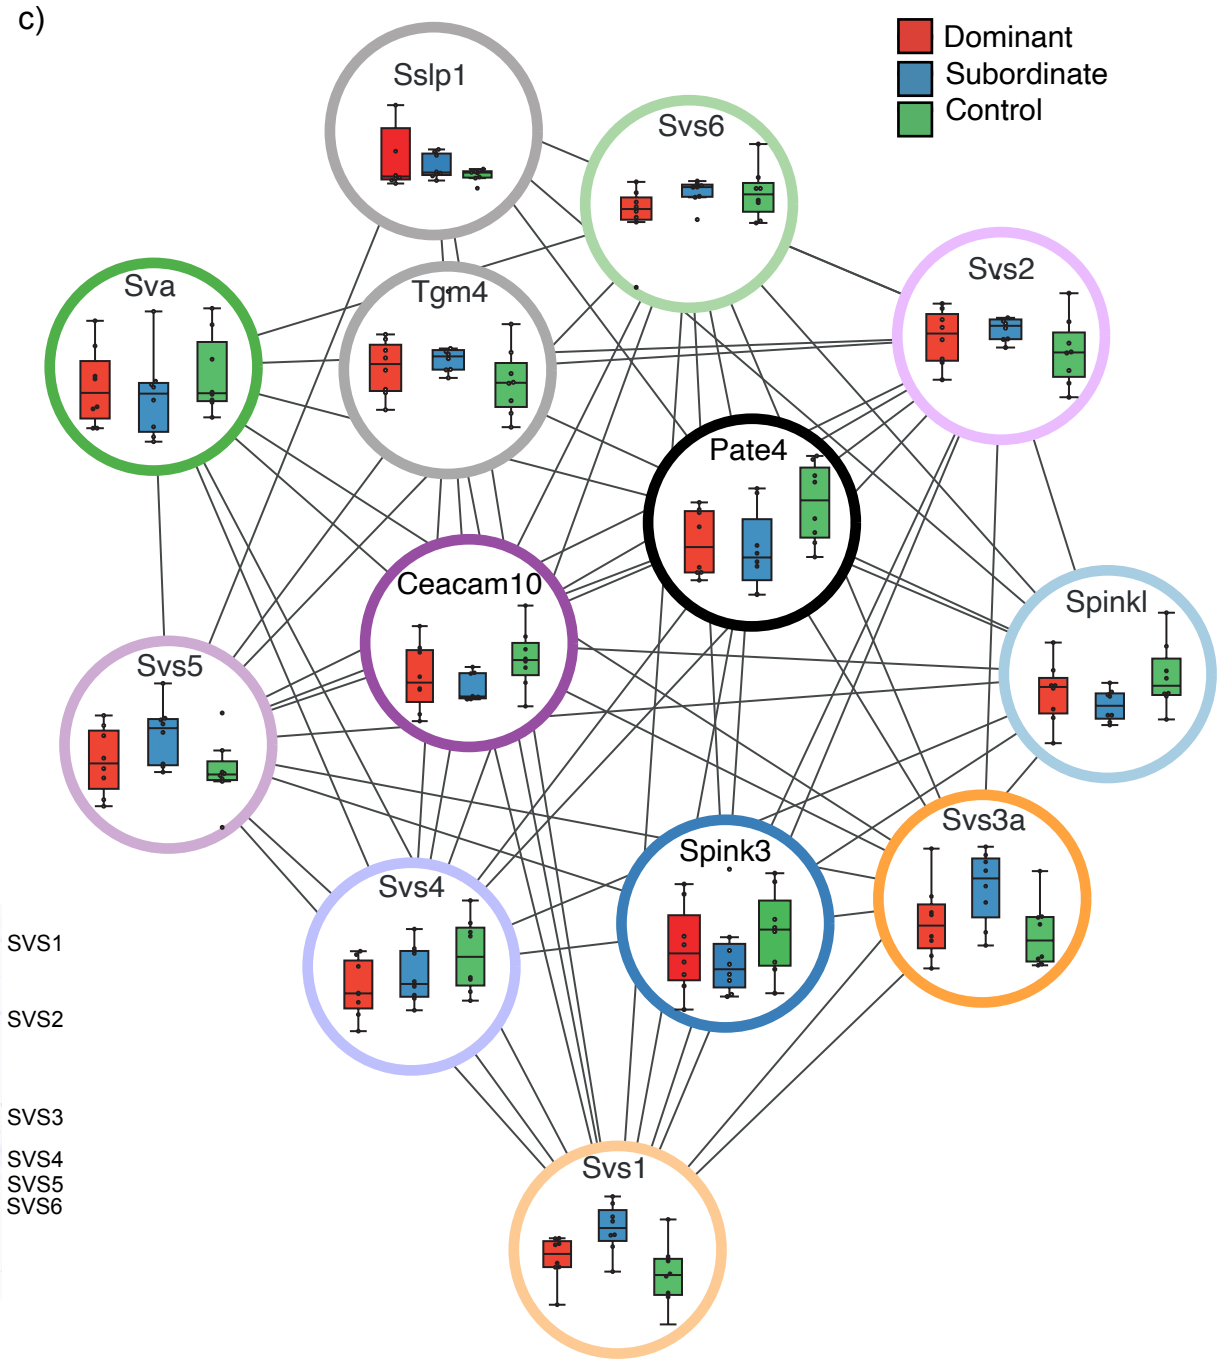 c)
Dominant
Subordinate
Control
Sslp1
Svs6
Svs2
Sva
Tgm4
Pate4
Ceacam10
Spinkl
Svs5
Svs3a
Spink3
Svs4
SVS1
SVS2
SVS3
SVS4
SVS5
SVS6
Svs1